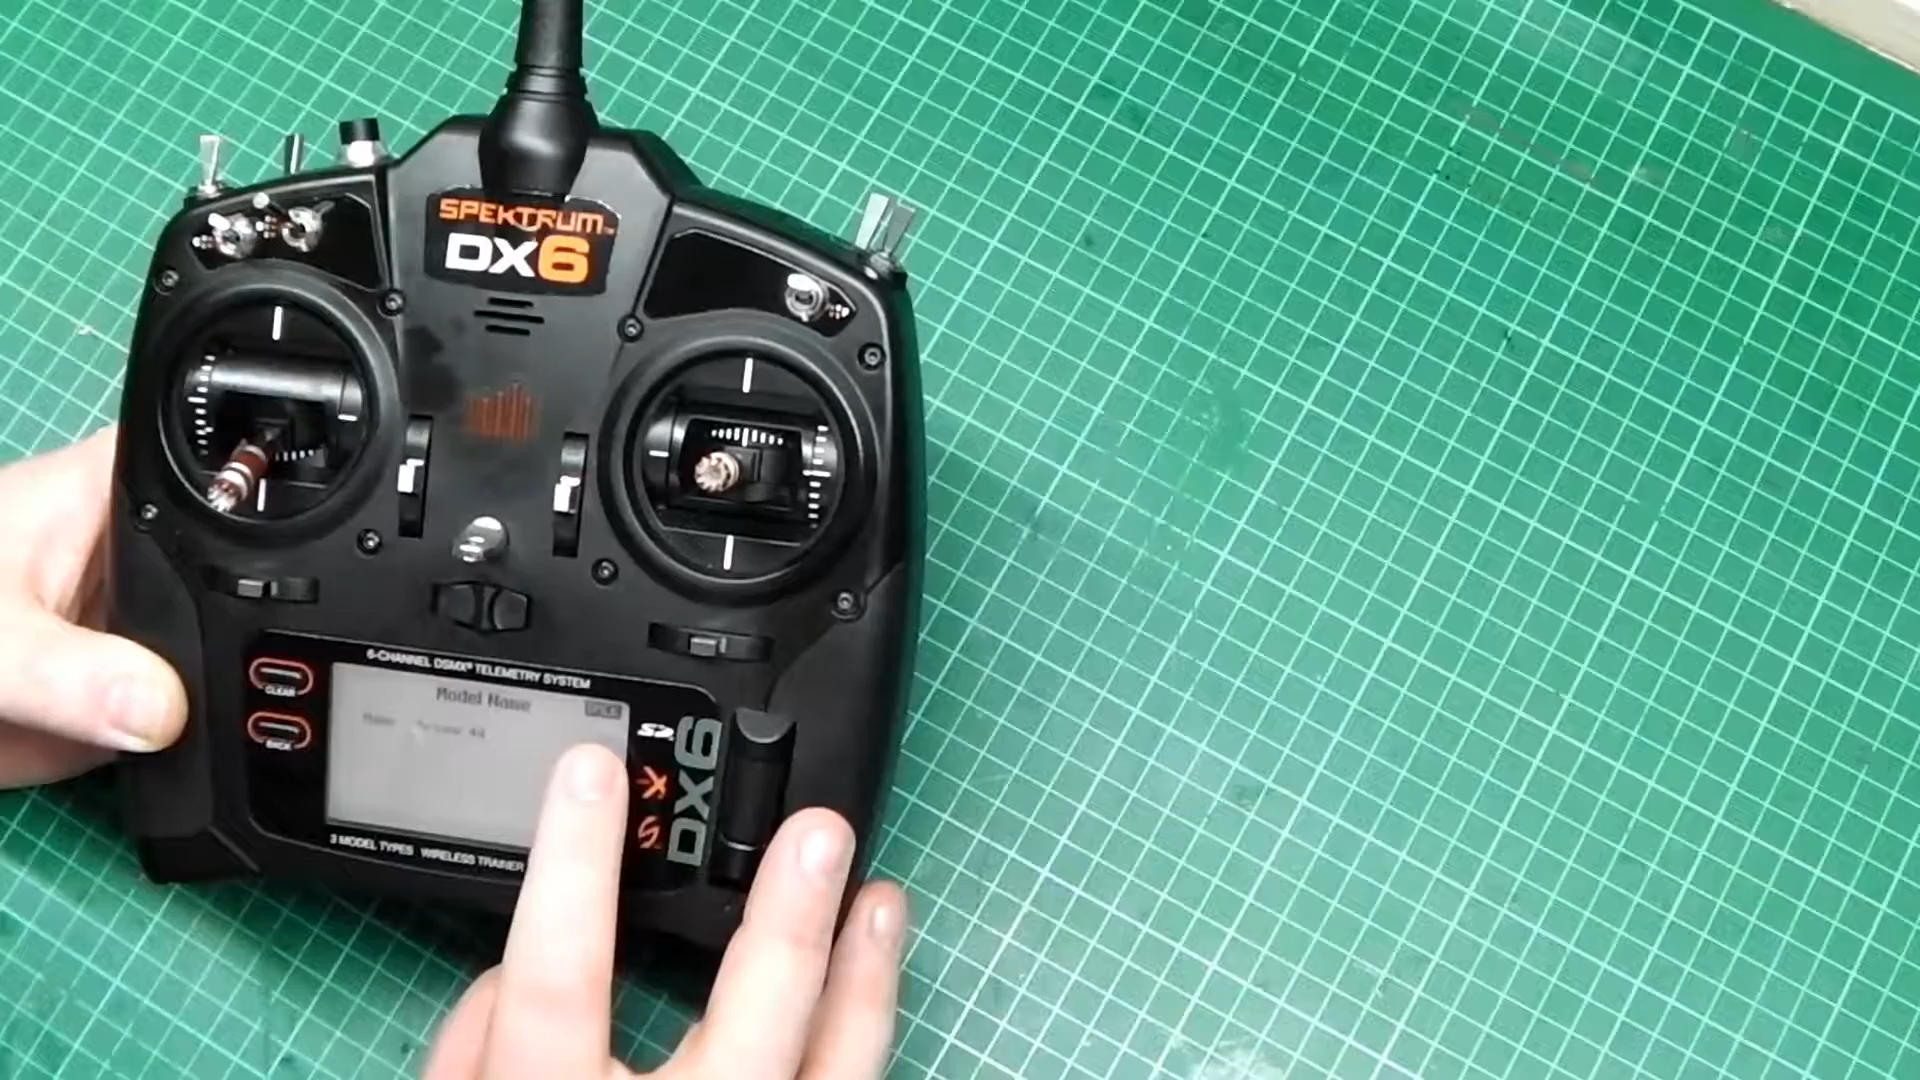 SPEKTRUM
DX6
6-CHANNEL DSMX® TELEMETRY SYSTEM
CLEAR
BACK
Model Name
DX6
3 MODEL TYPES WIRELESS TRAINER